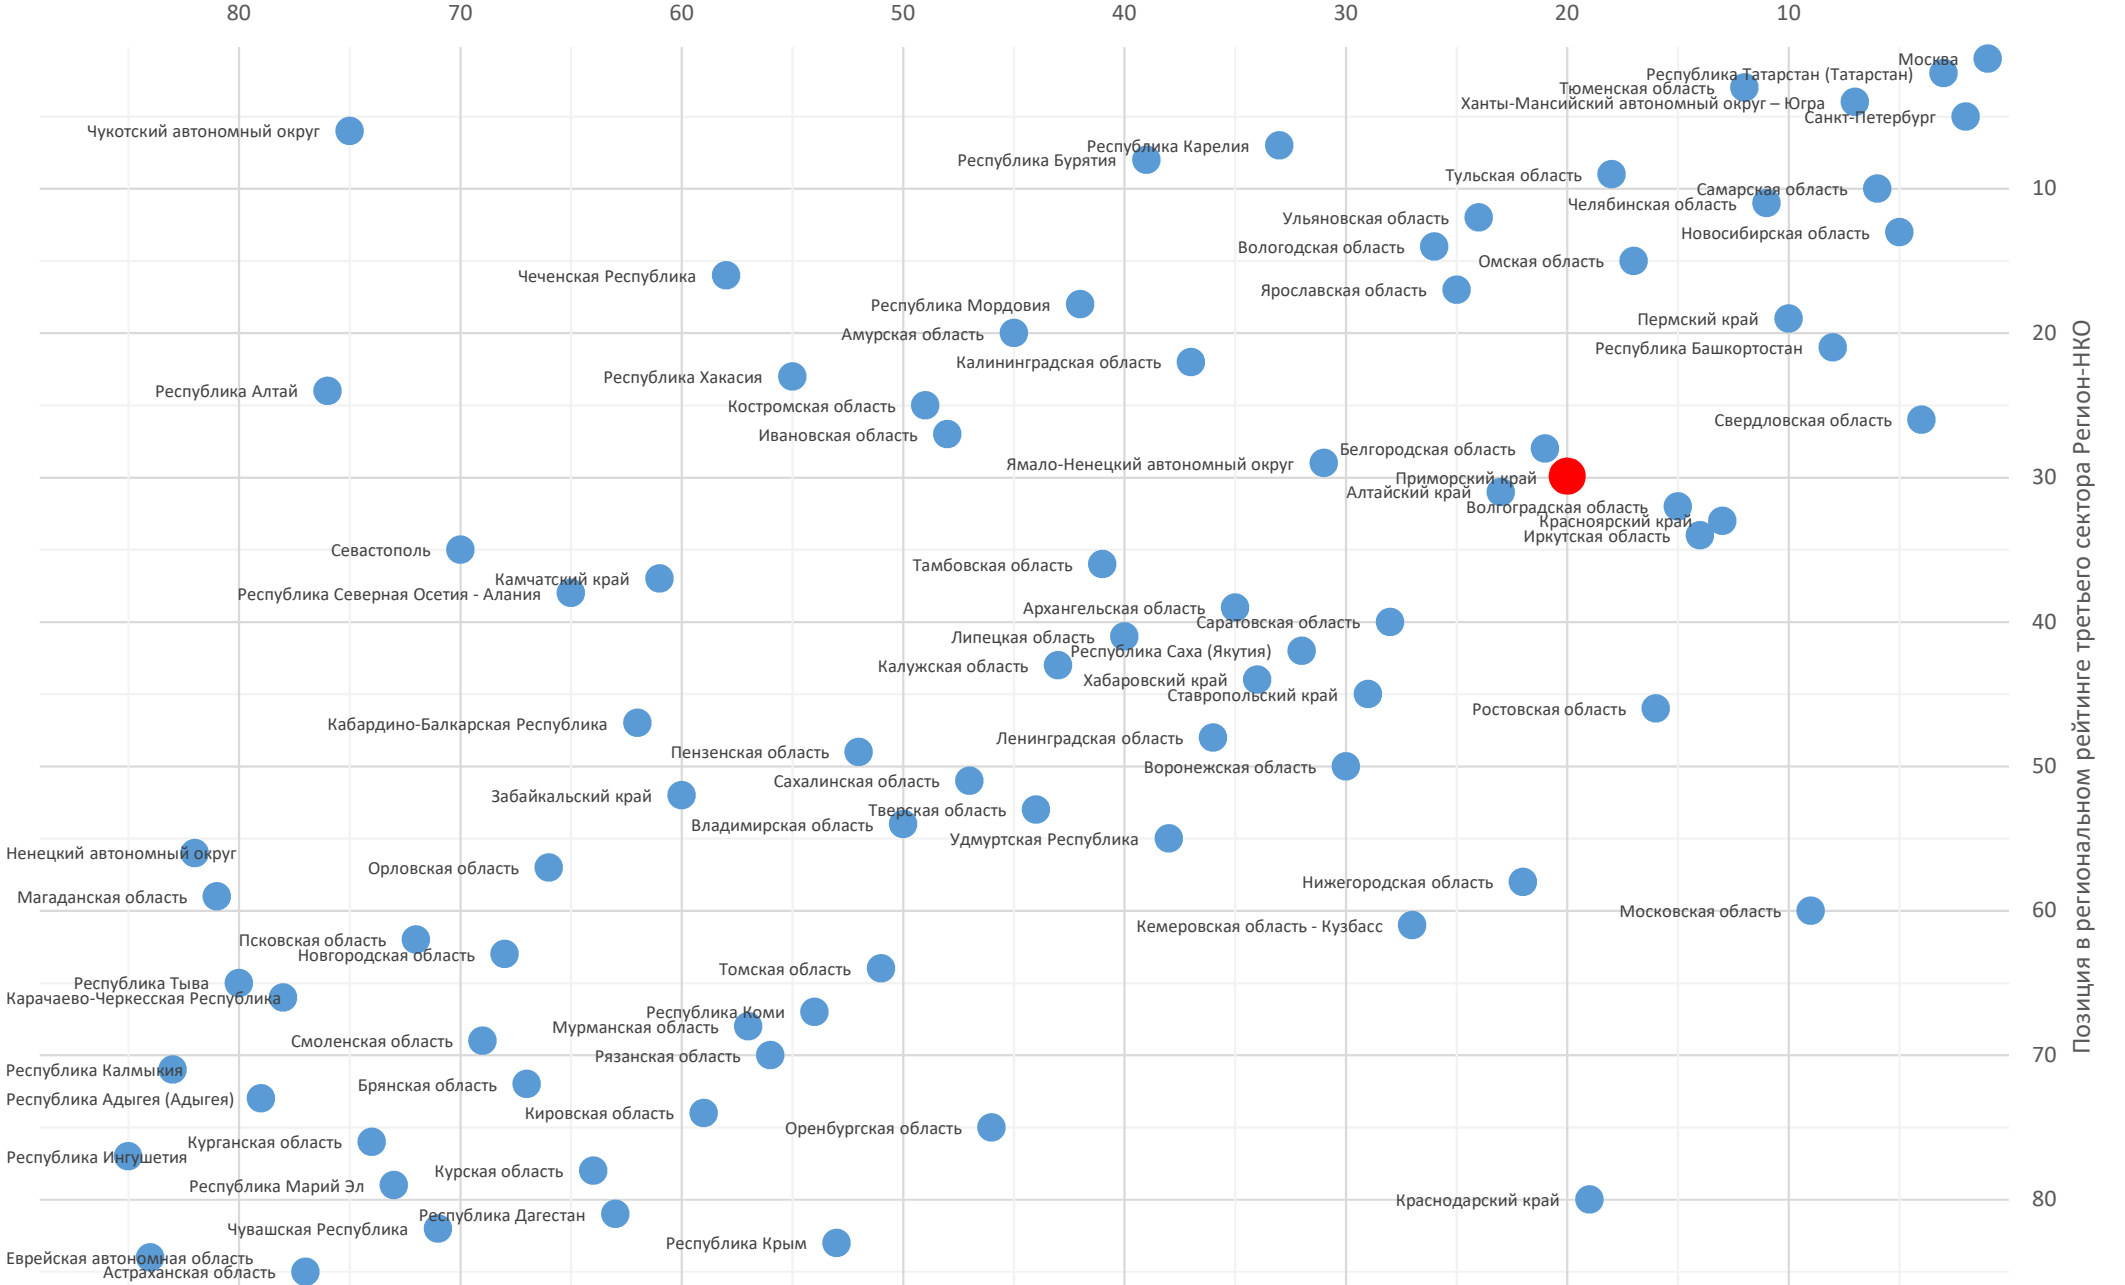 80 70 60 50 40 30 20 10
Москва
Республика Татарстан (Татарстан)
Тюменская область
Ханты-Мансийский автономный округ – Югра
Санкт-Петербург
Чукотский автономный округ
Республика Карелия
Республика Бурятия
Тульская область
Самарская область
10
Челябинская область
Ульяновская область
Новосибирская область
Вологодская область
Омская область
Чеченская Республика
Ярославская область
Республика Мордовия
Пермский край
Амурская область
20
Республика Башкортостан
Калининградская область
Республика Хакасия
Республика Алтай
Костромская область
Свердловская область
Ивановская область
Белгородская область
Ямало-Ненецкий автономный округ
Приморский край
30
Алтайский край
Волгоградская область
Красноярский край
Иркутская область
Севастополь
Тамбовская область
Камчатский край
Республика Северная Осетия - Алания
Архангельская область
Саратовская область
40
Липецкая область
Республика Саха (Якутия)
Калужская область
Хабаровский край
Ставропольский край
Ростовская область
Кабардино-Балкарская Республика
Ленинградская область
Пензенская область
Воронежская область
50
Сахалинская область
Забайкальский край
Тверская область
Владимирская область
Удмуртская Республика
Ненецкий автономный округ
Орловская область
Нижегородская область
Магаданская область
Московская область
60
Кемеровская область - Кузбасс
Псковская область
Новгородская область
Томская область
Республика Тыва
Карачаево-Черкесская Республика
Республика Коми
Мурманская область
Смоленская область
Рязанская область
70
Республика Калмыкия
Брянская область
Республика Адыгея (Адыгея)
Кировская область
Оренбургская область
Курганская область
Республика Ингушетия
Курская область
Республика Марий Эл
Краснодарский край
80
Республика Дагестан
Чувашская Республика
Республика Крым
Еврейская автономная область
Астраханская область
Позиция в региональном рейтинге третьего сектора Регион-НКО